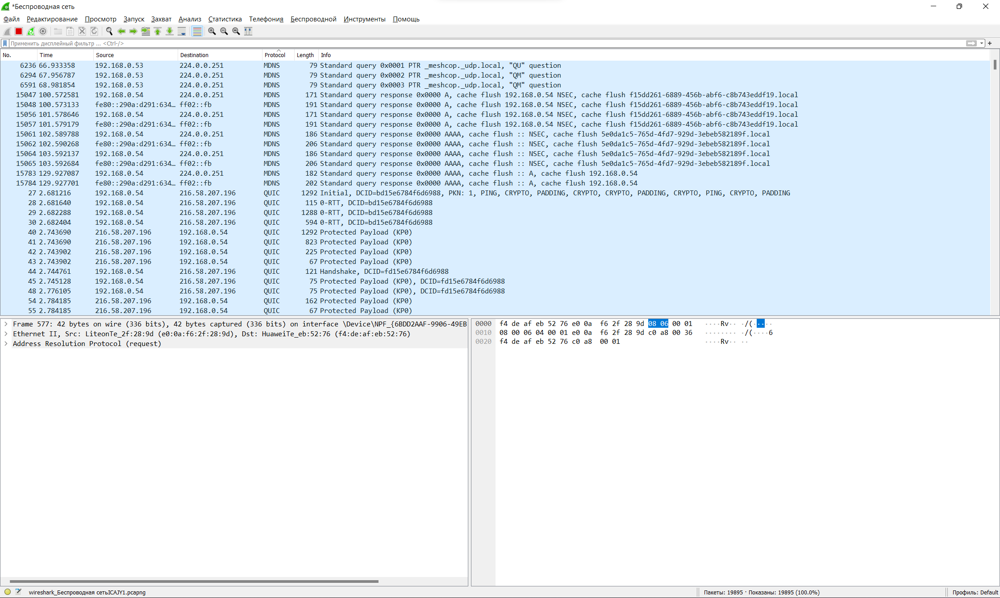 *Беспроводная сеть
Файл Редактирование Просмотр Запуск Захват Анализ Статистика Телефония Беспроводной Инструменты Помощь
Применить дисплейный фильтр ... <Ctrl-/>
No. Time Source Destination Protocol Length Info
6236 66.933358 192.168.0.53 224.0.0.251 MDNS 79 Standard query 0x0001 PTR _meshcop._udp.local, "QU" question
6294 67.956787 192.168.0.53 224.0.0.251 MDNS 79 Standard query 0x0002 PTR _meshcop._udp.local, "QM" question
6591 68.981854 192.168.0.53 224.0.0.251 MDNS 79 Standard query 0x0003 PTR _meshcop._udp.local, "QM" question
15047 100.572581 192.168.0.54 224.0.0.251 MDNS 171 Standard query response 0x0000 A, cache flush 192.168.0.54 NSEC, cache flush f15dd261-6889-456b-abf6-c8b743eddf19.local
15048 100.573133 fe80::290a:d291:634… ff02::fb MDNS 191 Standard query response 0x0000 A, cache flush 192.168.0.54 NSEC, cache flush f15dd261-6889-456b-abf6-c8b743eddf19.local
15056 101.578646 192.168.0.54 224.0.0.251 MDNS 171 Standard query response 0x0000 A, cache flush 192.168.0.54 NSEC, cache flush f15dd261-6889-456b-abf6-c8b743eddf19.local
15057 101.579179 fe80::290a:d291:634… ff02::fb MDNS 191 Standard query response 0x0000 A, cache flush 192.168.0.54 NSEC, cache flush f15dd261-6889-456b-abf6-c8b743eddf19.local
15061 102.589788 192.168.0.54 224.0.0.251 MDNS 186 Standard query response 0x0000 AAAA, cache flush :: NSEC, cache flush 5e0da1c5-765d-4fd7-929d-3ebeb582189f.local
15062 102.590268 fe80::290a:d291:634… ff02::fb MDNS 206 Standard query response 0x0000 AAAA, cache flush :: NSEC, cache flush 5e0da1c5-765d-4fd7-929d-3ebeb582189f.local
15064 103.592137 192.168.0.54 224.0.0.251 MDNS 186 Standard query response 0x0000 AAAA, cache flush :: NSEC, cache flush 5e0da1c5-765d-4fd7-929d-3ebeb582189f.local
15065 103.592684 fe80::290a:d291:634… ff02::fb MDNS 206 Standard query response 0x0000 AAAA, cache flush :: NSEC, cache flush 5e0da1c5-765d-4fd7-929d-3ebeb582189f.local
15783 129.927087 192.168.0.54 224.0.0.251 MDNS 182 Standard query response 0x0000 AAAA, cache flush :: A, cache flush 192.168.0.54
15784 129.927701 fe80::290a:d291:634… ff02::fb MDNS 202 Standard query response 0x0000 AAAA, cache flush :: A, cache flush 192.168.0.54
27 2.681216 192.168.0.54 216.58.207.196 QUIC 1292 Initial, DCID=bd15e6784f6d6988, PKN: 1, PING, CRYPTO, PADDING, CRYPTO, CRYPTO, PADDING, CRYPTO, PING, CRYPTO, PADDING
28 2.681640 192.168.0.54 216.58.207.196 QUIC 115 0-RTT, DCID=bd15e6784f6d6988
29 2.682288 192.168.0.54 216.58.207.196 QUIC 1288 0-RTT, DCID=bd15e6784f6d6988
30 2.682404 192.168.0.54 216.58.207.196 QUIC 594 0-RTT, DCID=bd15e6784f6d6988
40 2.743690 216.58.207.196 192.168.0.54 QUIC 1292 Protected Payload (KP0)
41 2.743690 216.58.207.196 192.168.0.54 QUIC 823 Protected Payload (KP0)
42 2.743902 216.58.207.196 192.168.0.54 QUIC 225 Protected Payload (KP0)
43 2.743902 216.58.207.196 192.168.0.54 QUIC 67 Protected Payload (KP0)
44 2.744761 192.168.0.54 216.58.207.196 QUIC 121 Handshake, DCID=fd15e6784f6d6988
45 2.745128 192.168.0.54 216.58.207.196 QUIC 75 Protected Payload (KP0), DCID=fd15e6784f6d6988
48 2.776105 192.168.0.54 216.58.207.196 QUIC 75 Protected Payload (KP0), DCID=fd15e6784f6d6988
54 2.784185 216.58.207.196 192.168.0.54 QUIC 162 Protected Payload (KP0)
55 2.784185 216.58.207.196 192.168.0.54 QUIC 67 Protected Payload (KP0)
Frame 577: 42 bytes on wire (336 bits), 42 bytes captured (336 bits) on interface \Device\NPF_{6BDD2AAF-9906-49EB
Ethernet II, Src: LiteonTe_2f:28:9d (e0:0a:f6:2f:28:9d), Dst: HuaweiTe_eb:52:76 (f4:de:af:eb:52:76)
Address Resolution Protocol (request)
0000 f4 de af eb 52 76 e0 0a f6 2f 28 9d 08 06 00 01 ····Rv·· ·/(·····
0010 08 00 06 04 00 01 e0 0a f6 2f 28 9d c0 a8 00 36 ········ ·/(····6
0020 f4 de af eb 52 76 c0 a8 00 01 ····Rv·· ··
wireshark_Беспроводная сетьICAJY1.pcapng
Пакеты: 19895 · Показаны: 19895 (100.0%)
Профиль: Default